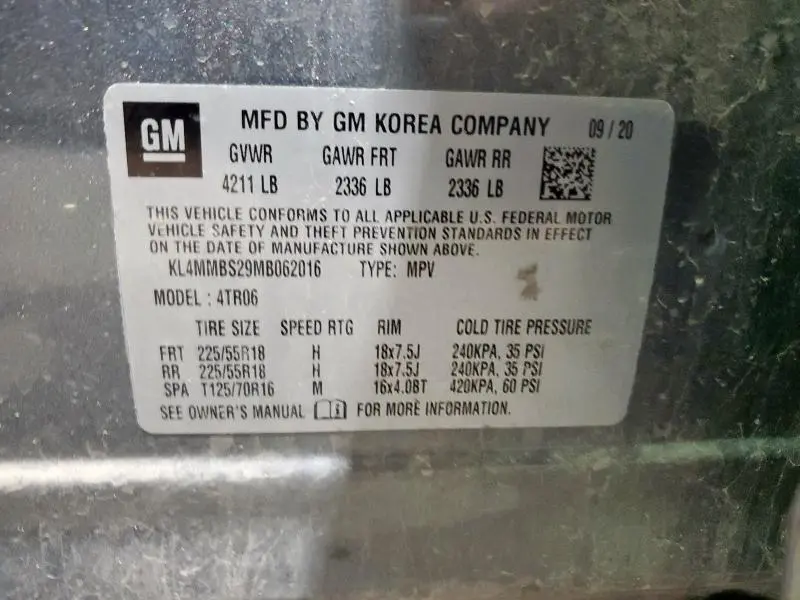 GM MFD BY GM KOREA COMPANY 09 / 20
GVWR GAWR FRT GAWR RR
4211 LB 2336 LB 2336 LB
THIS VEHICLE CONFORMS TO ALL APPLICABLE U.S. FEDERAL MOTOR
VEHICLE SAFETY AND THEFT PREVENTION STANDARDS IN EFFECT
ON THE DATE OF MANUFACTURE SHOWN ABOVE.
KL4MMBS29MB062016 TYPE: MPV
MODEL : 4TR06
TIRE SIZE SPEED RTG RIM COLD TIRE PRESSURE
FRT 225/55R18 H 18x7.5J 240KPA, 35 PSI
RR 225/55R18 H 18x7.5J 240KPA, 35 PSI
SPA T125/70R16 M 16x4.0BT 420KPA, 60 PSI
SEE OWNER'S MANUAL i FOR MORE INFORMATION.